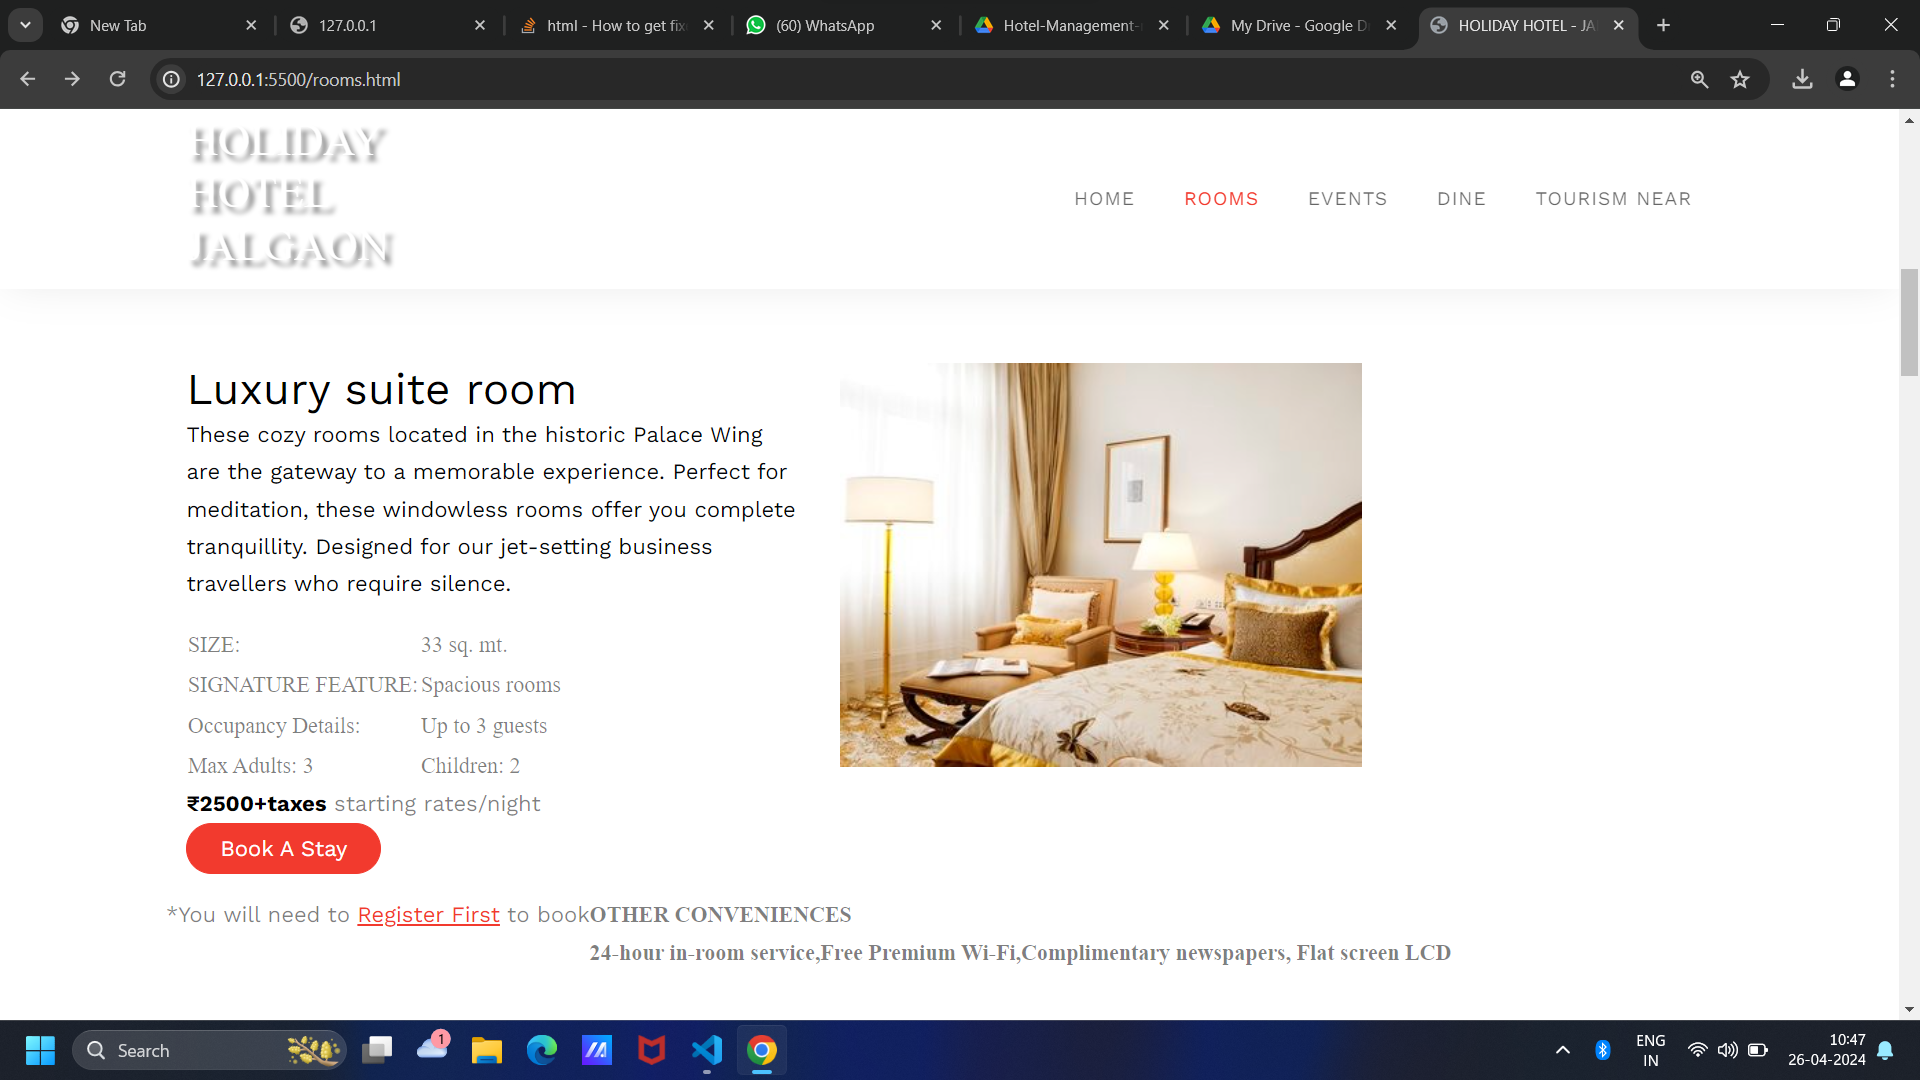 New Tab
127.0.0.1
html - How to get fix
(60) WhatsApp
Hotel-Management-
My Drive - Google Dr
HOLIDAY HOTEL - JA
127.0.0.1:5500/rooms.html
HOLIDAY
HOTEL
JALGAON
HOME ROOMS EVENTS DINE TOURISM NEAR
Luxury suite room
These cozy rooms located in the historic Palace Wing
are the gateway to a memorable experience. Perfect for
meditation, these windowless rooms offer you complete
tranquillity. Designed for our jet-setting business
travellers who require silence.
SIZE: 33 sq. mt.
SIGNATURE FEATURE: Spacious rooms
Occupancy Details: Up to 3 guests
Max Adults: 3 Children: 2
₹2500+taxes starting rates/night
Book A Stay
*You will need to Register First to bookOTHER CONVENIENCES
24-hour in-room service,Free Premium Wi-Fi,Complimentary newspapers, Flat screen LCD
Search
1
ENG
IN
10:47
26-04-2024